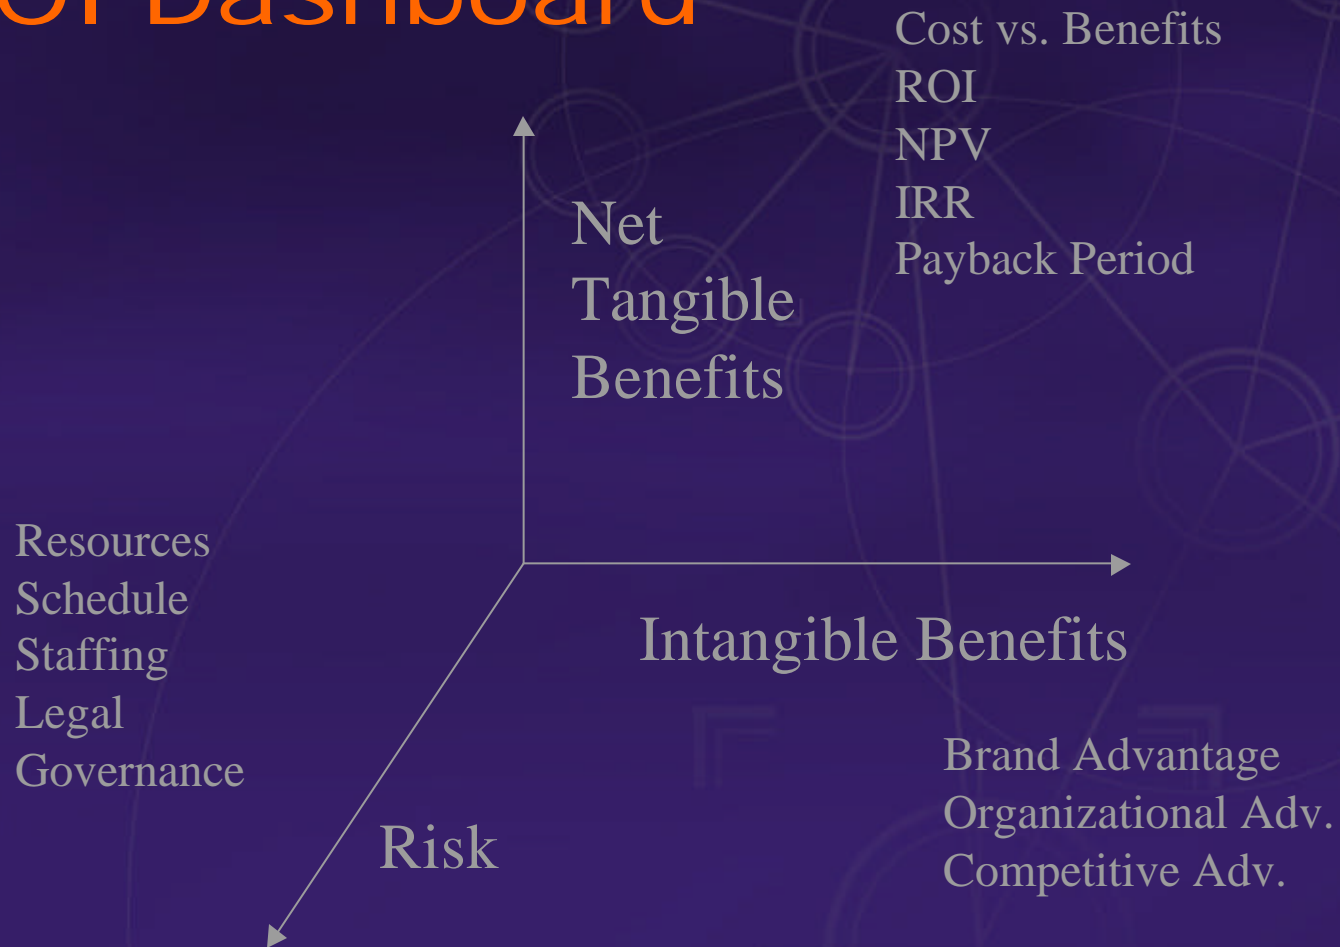 Dashboard
Cost vs. Benefits
ROI
NPV
IRR
Payback Period
Net
Tangible
Benefits
Resources
Schedule
Staffing
Legal
Governance
Intangible Benefits
Risk
Brand Advantage
Organizational Adv.
Competitive Adv.